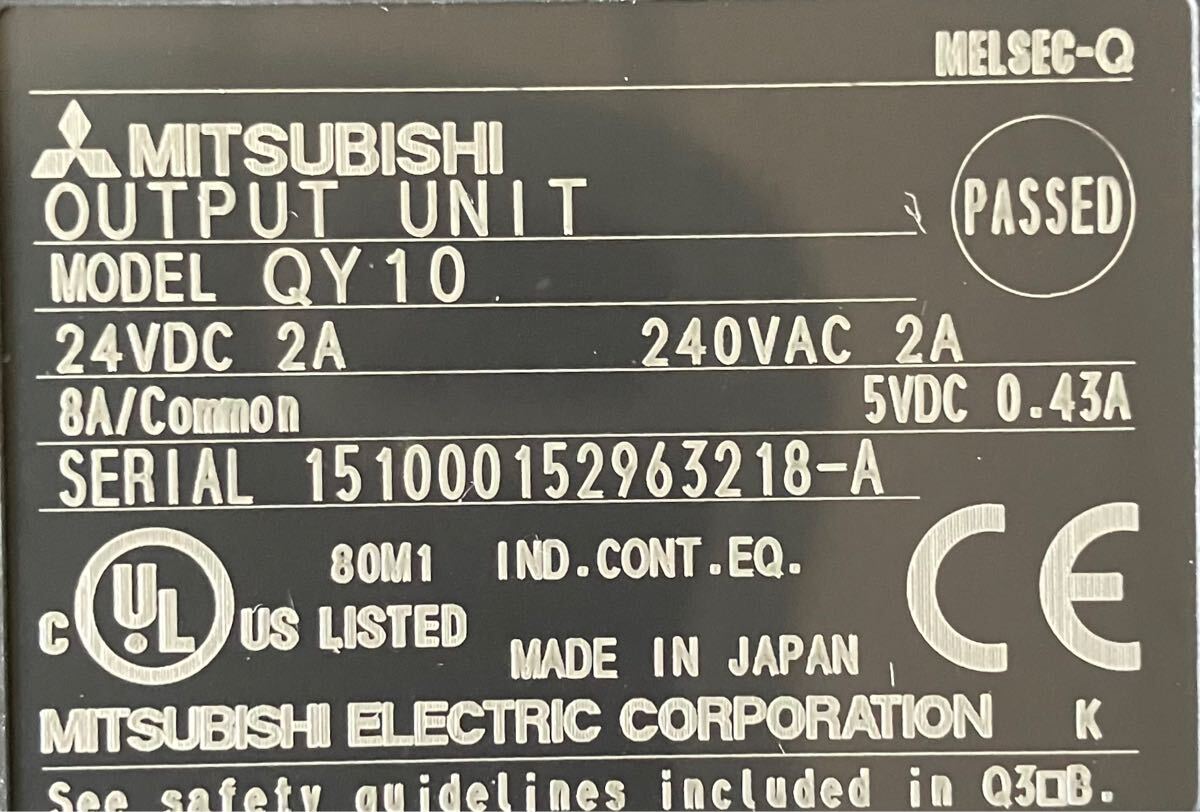 MELSEC-Q
MITSUBISHI
OUTPUT UNIT
PASSED
MODEL QY10
24VDC 2A 240VAC 2A
8A/Common 5VDC 0.43A
SERIAL 151000152963218-A
80M1 IND.CONT.EQ.
C UL US LISTED
MADE IN JAPAN
CE
MITSUBISHI ELECTRIC CORPORATION K
See safety guidelines included in Q3□B.